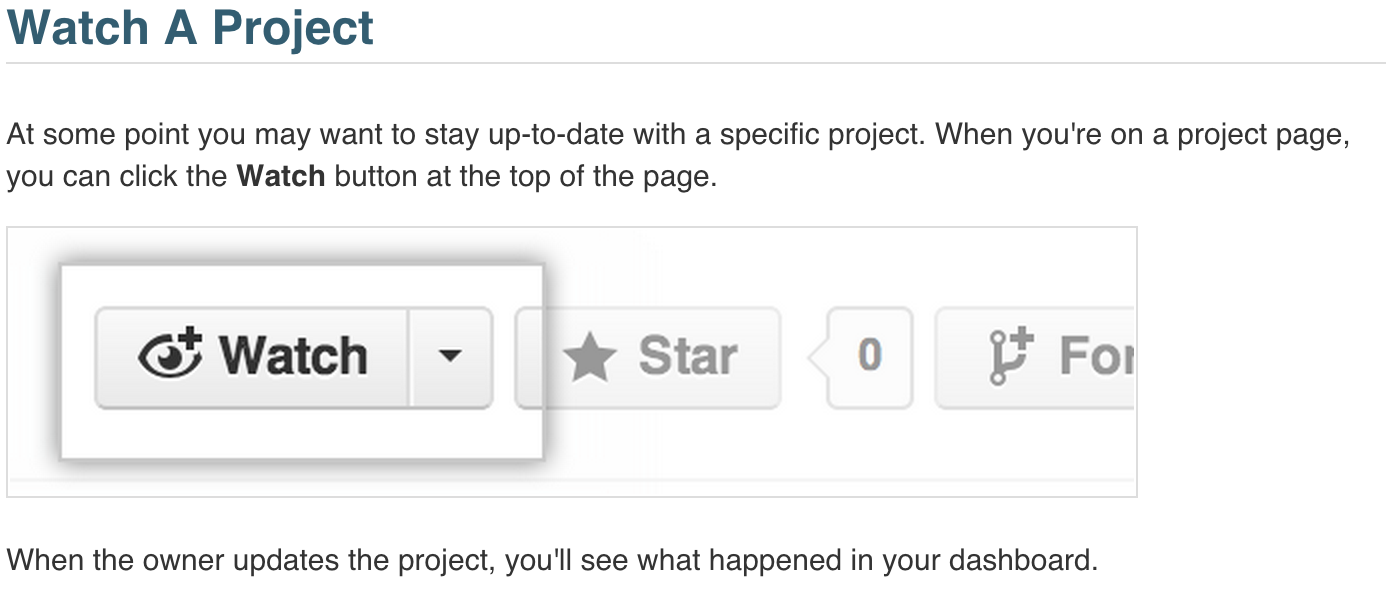 Watch A Project
At some point you may want to stay up-to-date with a specific project. When you're on a project page,
you can click the Watch button at the top of the page.
Watch Star 0 For
When the owner updates the project, you'll see what happened in your dashboard.